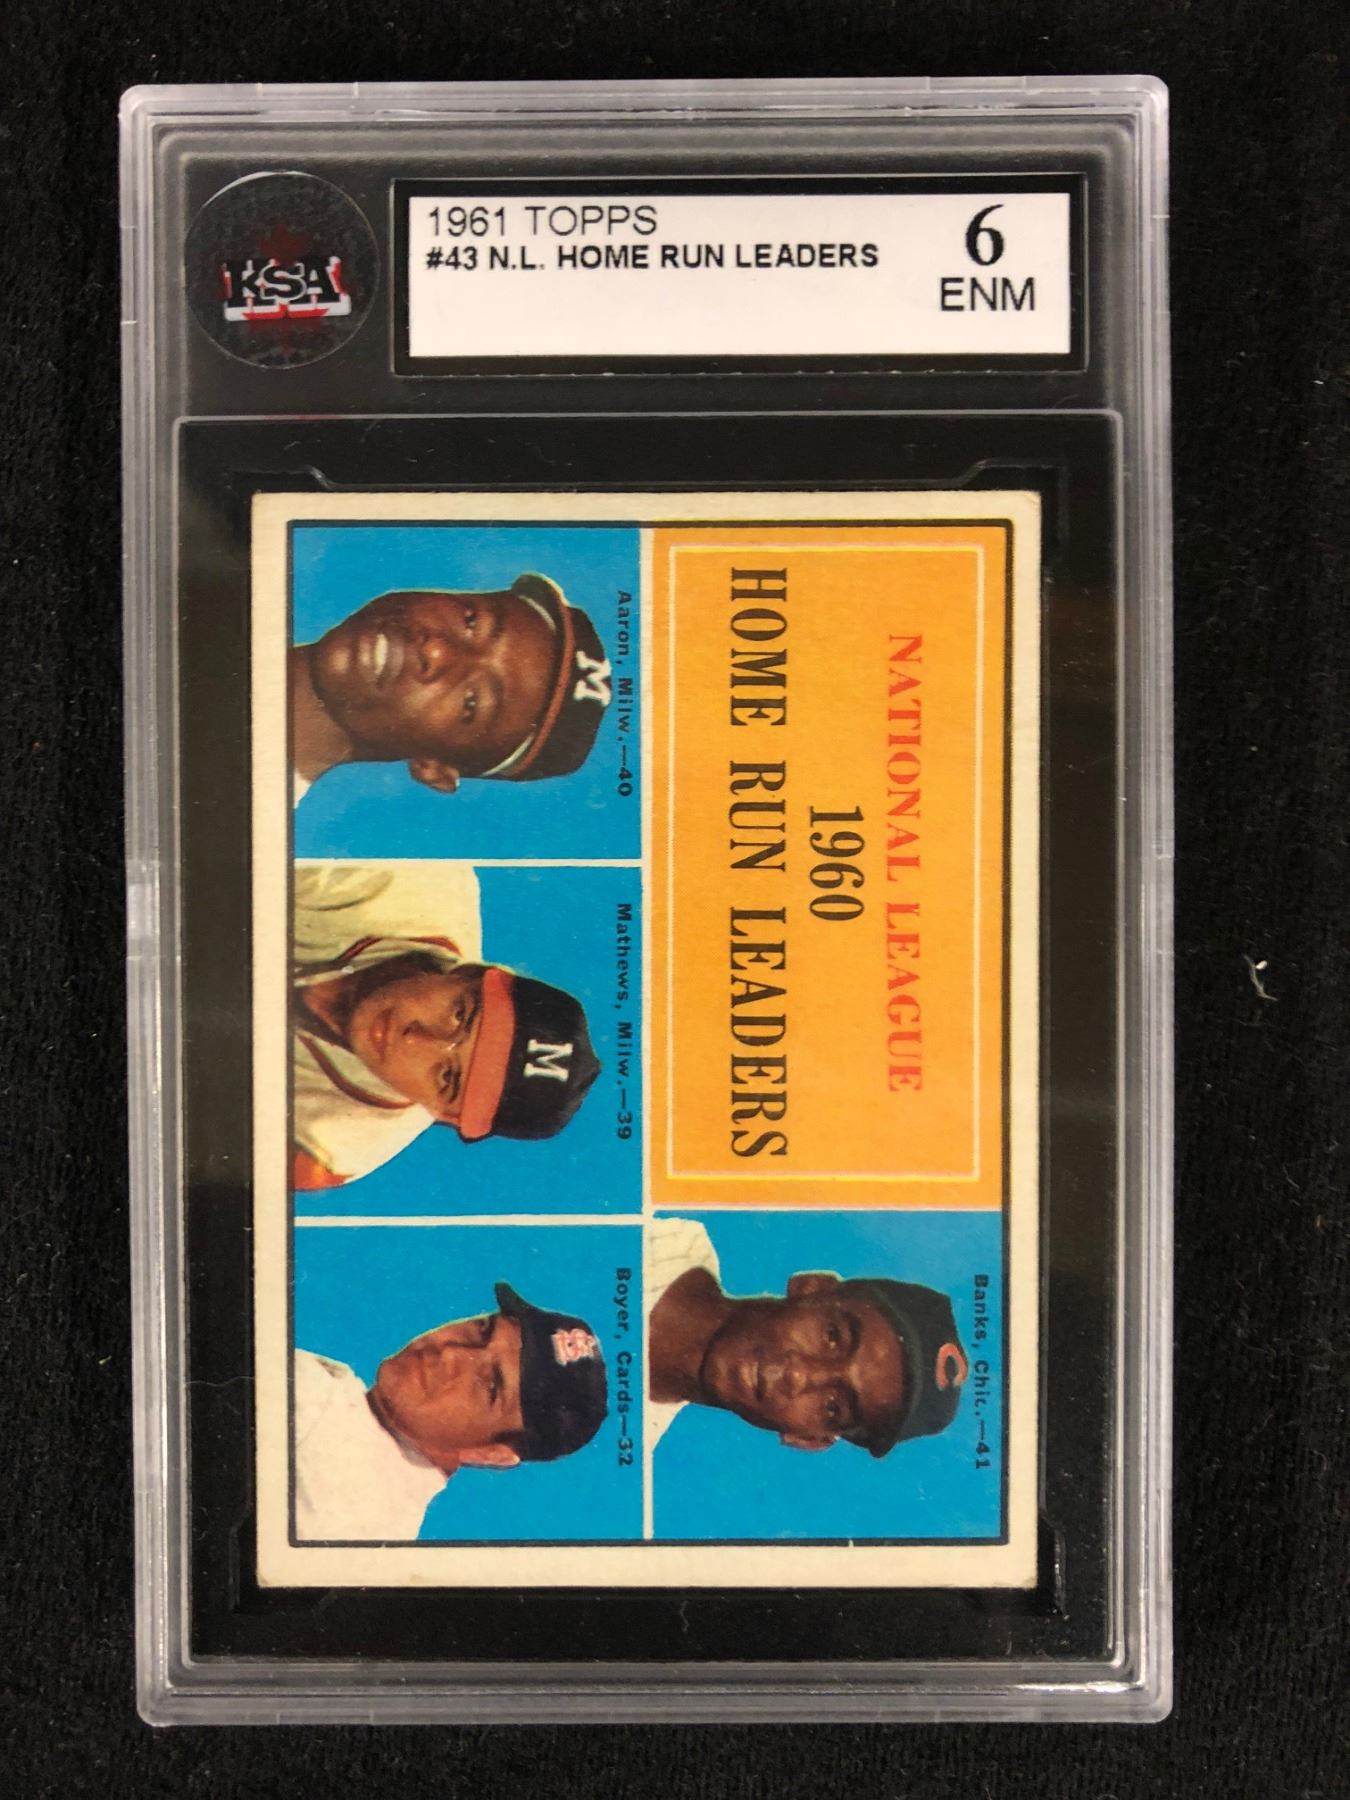 KSA
1961 TOPPS
#43 N.L. HOME RUN LEADERS
6
ENM
NATIONAL LEAGUE
1960
HOME RUN LEADERS
Banks, Chic.—41
Aaron, Milw.—40
Mathews, Milw.—39
Boyer, Cards—32
M
M
STL
C